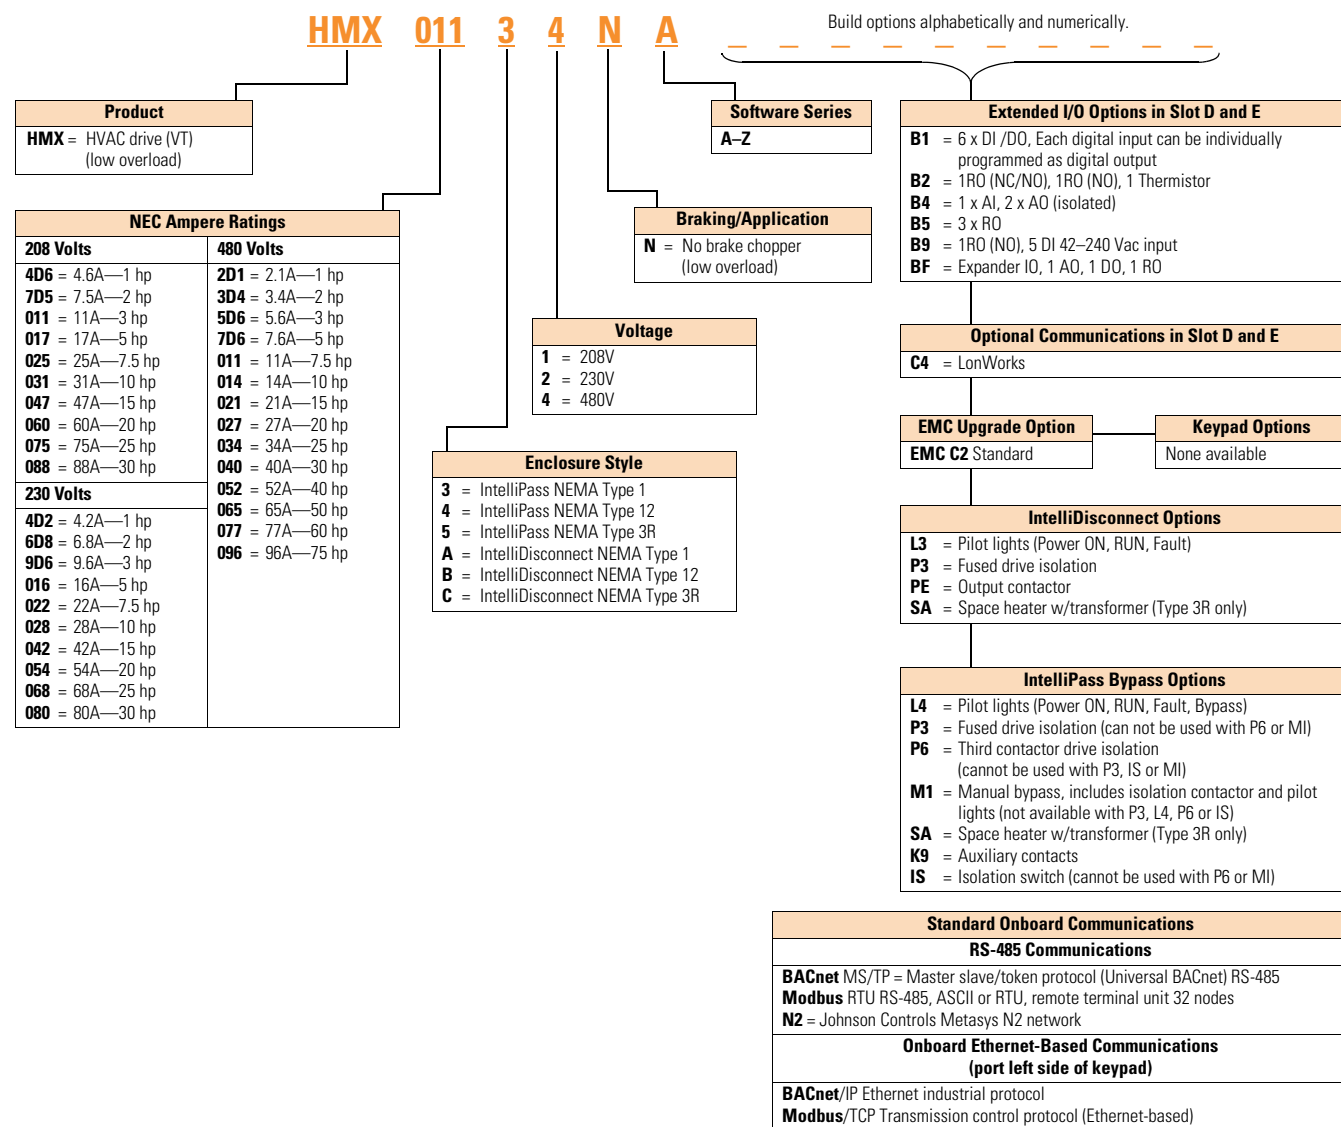 HMX 011 3 4 N A
Build options alphabetically and numerically.
Product
HMX = HVAC drive (VT)
(low overload)
Software Series
A–Z
Extended I/O Options in Slot D and E
B1 = 6 x DI /DO, Each digital input can be individually
programmed as digital output
B2 = 1RO (NC/NO), 1RO (NO), 1 Thermistor
B4 = 1 x AI, 2 x AO (isolated)
B5 = 3 x RO
B9 = 1RO (NO), 5 DI 42–240 Vac input
BF = Expander IO, 1 AO, 1 DO, 1 RO
NEC Ampere Ratings
208 Volts
4D6 = 4.6A—1 hp
7D5 = 7.5A—2 hp
011 = 11A—3 hp
017 = 17A—5 hp
025 = 25A—7.5 hp
031 = 31A—10 hp
047 = 47A—15 hp
060 = 60A—20 hp
075 = 75A—25 hp
088 = 88A—30 hp
230 Volts
4D2 = 4.2A—1 hp
6D8 = 6.8A—2 hp
9D6 = 9.6A—3 hp
016 = 16A—5 hp
022 = 22A—7.5 hp
028 = 28A—10 hp
042 = 42A—15 hp
054 = 54A—20 hp
068 = 68A—25 hp
080 = 80A—30 hp
480 Volts
2D1 = 2.1A—1 hp
3D4 = 3.4A—2 hp
5D6 = 5.6A—3 hp
7D6 = 7.6A—5 hp
011 = 11A—7.5 hp
014 = 14A—10 hp
021 = 21A—15 hp
027 = 27A—20 hp
034 = 34A—25 hp
040 = 40A—30 hp
052 = 52A—40 hp
065 = 65A—50 hp
077 = 77A—60 hp
096 = 96A—75 hp
Braking/Application
N = No brake chopper
(low overload)
Voltage
1 = 208V
2 = 230V
4 = 480V
Enclosure Style
3 = IntelliPass NEMA Type 1
4 = IntelliPass NEMA Type 12
5 = IntelliPass NEMA Type 3R
A = IntelliDisconnect NEMA Type 1
B = IntelliDisconnect NEMA Type 12
C = IntelliDisconnect NEMA Type 3R
Optional Communications in Slot D and E
C4 = LonWorks
EMC Upgrade Option
EMC C2 Standard
Keypad Options
None available
IntelliDisconnect Options
L3 = Pilot lights (Power ON, RUN, Fault)
P3 = Fused drive isolation
PE = Output contactor
SA = Space heater w/transformer (Type 3R only)
IntelliPass Bypass Options
L4 = Pilot lights (Power ON, RUN, Fault, Bypass)
P3 = Fused drive isolation (can not be used with P6 or MI)
P6 = Third contactor drive isolation
(cannot be used with P3, IS or MI)
M1 = Manual bypass, includes isolation contactor and pilot
lights (not available with P3, L4, P6 or IS)
SA = Space heater w/transformer (Type 3R only)
K9 = Auxiliary contacts
IS = Isolation switch (cannot be used with P6 or MI)
Standard Onboard Communications
RS-485 Communications
BACnet MS/TP = Master slave/token protocol (Universal BACnet) RS-485
Modbus RTU RS-485, ASCII or RTU, remote terminal unit 32 nodes
N2 = Johnson Controls Metasys N2 network
Onboard Ethernet-Based Communications
(port left side of keypad)
BACnet/IP Ethernet industrial protocol
Modbus/TCP Transmission control protocol (Ethernet-based)